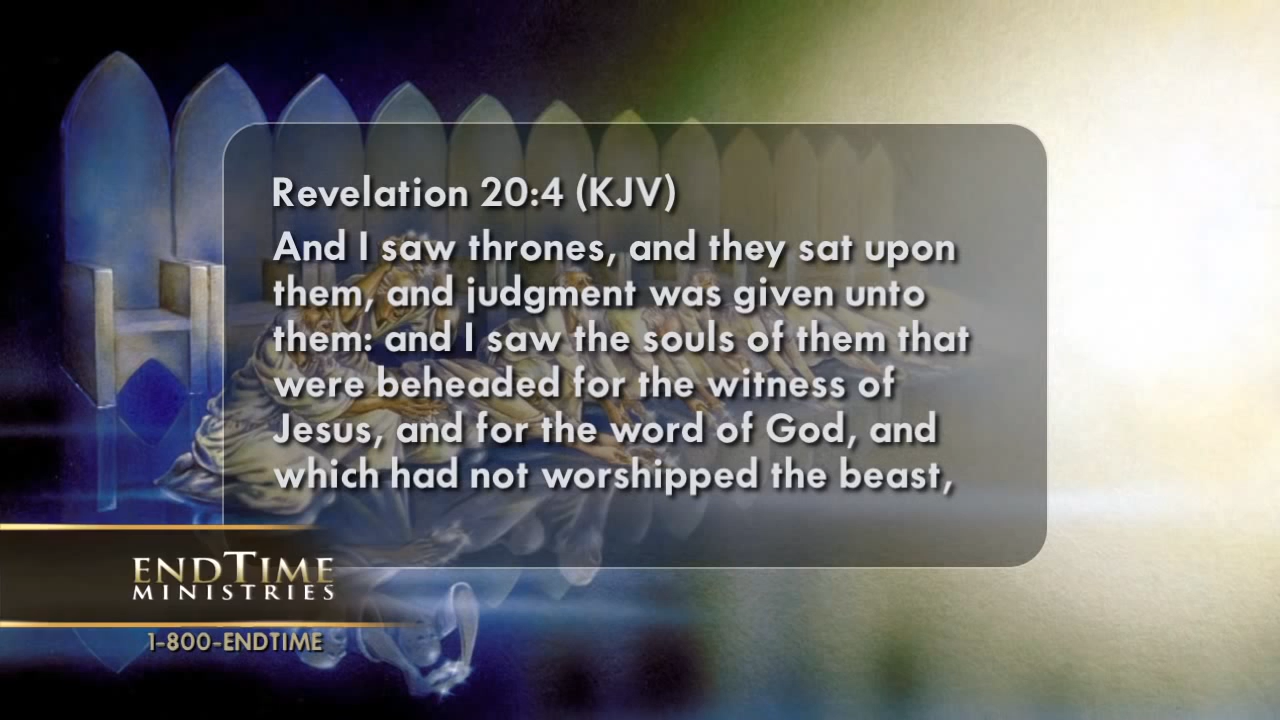 Revelation 20:4 (KJV)
And I saw thrones, and they sat upon
them, and judgment was given unto
them: and I saw the souls of them that
were beheaded for the witness of
Jesus, and for the word of God, and
which had not worshipped the beast,
ENDTIME
MINISTRIES
1-800-ENDTIME